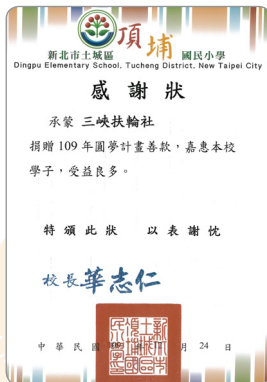 頂埔
新北市土城區 國民小學
Dingpu Elementary School, Tucheng District, New Taipei City
感謝狀
承蒙 三峽扶輪社
捐贈109年圓夢計畫善款，嘉惠本校
學子，受益良多。
特頒此狀 以表謝忱
校長華志仁
中華民國 年 月 24 日